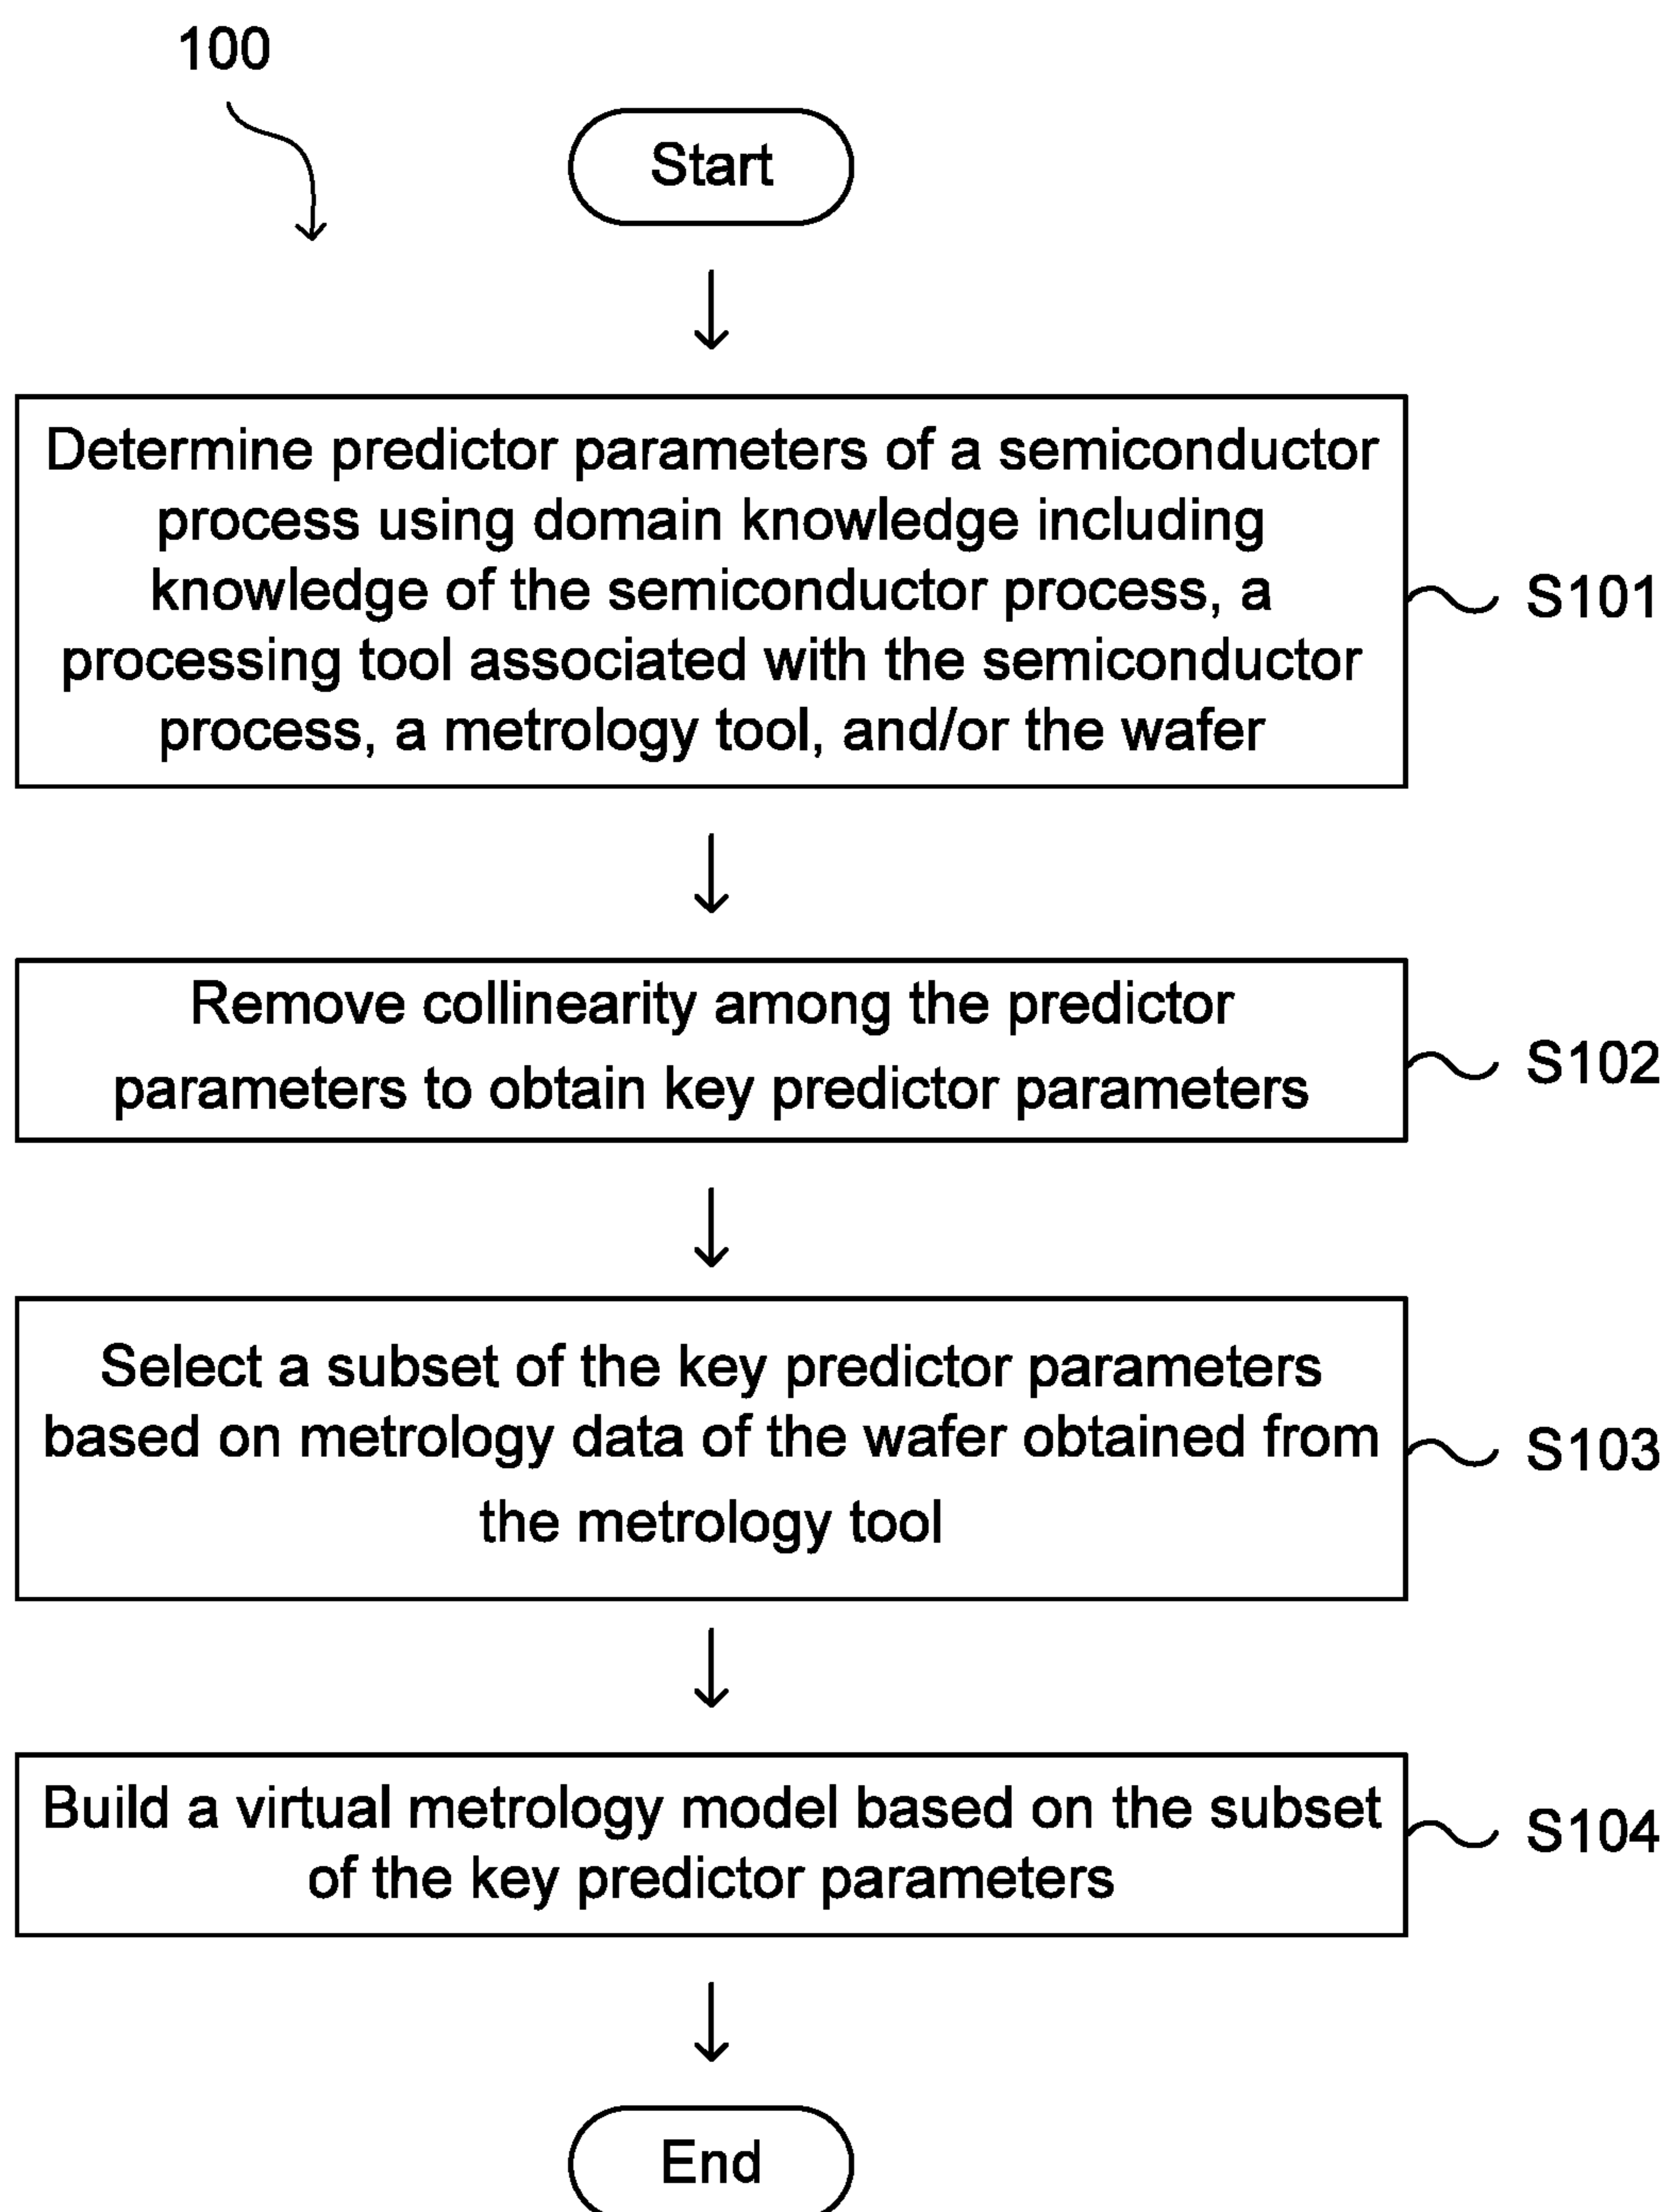 100
Start
Determine predictor parameters of a semiconductor
process using domain knowledge including
knowledge of the semiconductor process, a
processing tool associated with the semiconductor
process, a metrology tool, and/or the wafer
S101
Remove collinearity among the predictor
parameters to obtain key predictor parameters
S102
Select a subset of the key predictor parameters
based on metrology data of the wafer obtained from
the metrology tool
S103
Build a virtual metrology model based on the subset
of the key predictor parameters
S104
End